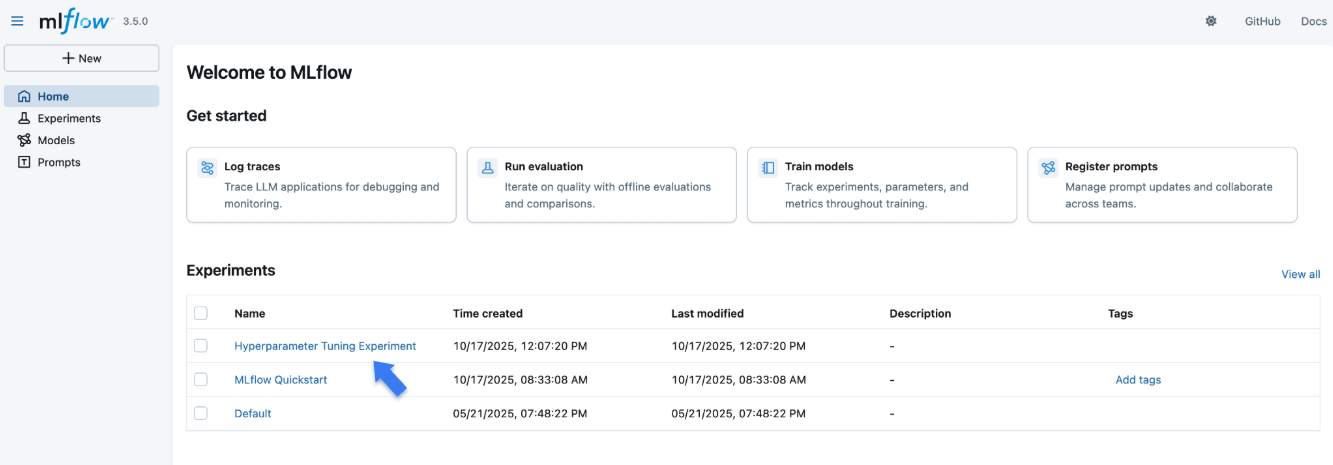 mlflow™ 3.5.0
GitHub Docs
+ New
Home
Experiments
Models
Prompts
Welcome to MLflow
Get started
Log traces
Trace LLM applications for debugging and
monitoring.
Run evaluation
Iterate on quality with offline evaluations
and comparisons.
Train models
Track experiments, parameters, and
metrics throughout training.
Register prompts
Manage prompt updates and collaborate
across teams.
Experiments
View all
Name Time created Last modified Description Tags
Hyperparameter Tuning Experiment 10/17/2025, 12:07:20 PM 10/17/2025, 12:07:20 PM -
MLflow Quickstart 10/17/2025, 08:33:08 AM 10/17/2025, 08:33:08 AM - Add tags
Default 05/21/2025, 07:48:22 PM 05/21/2025, 07:48:22 PM -